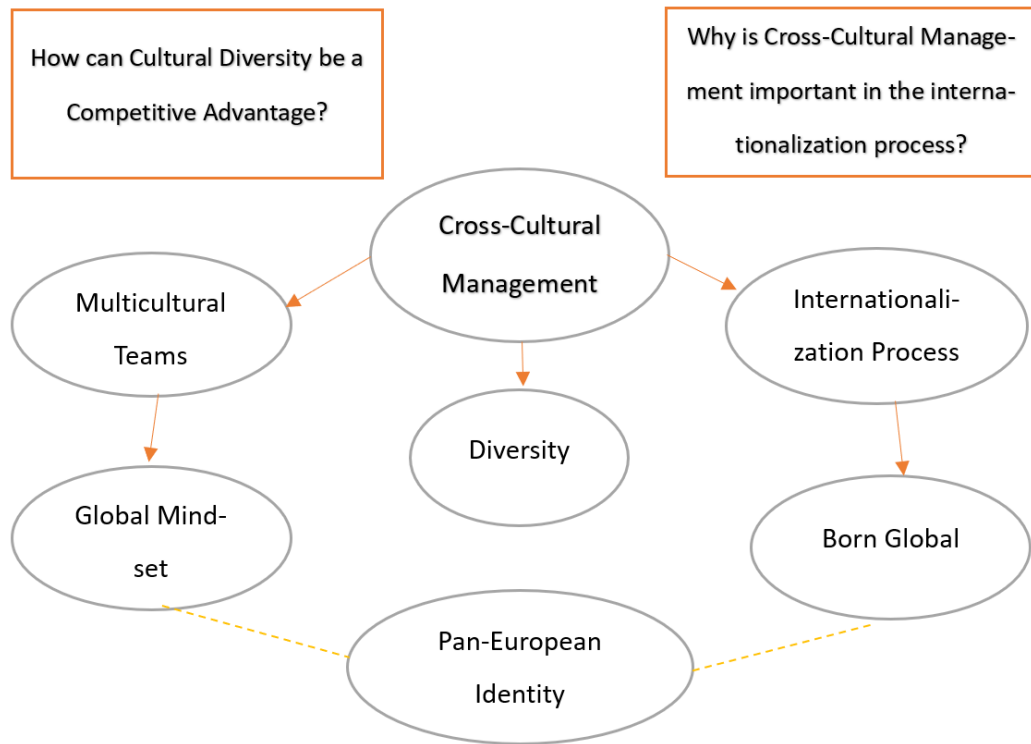 How can Cultural Diversity be a
Competitive Advantage?
Why is Cross-Cultural Manage-
ment important in the interna-
tionalization process?
Cross-Cultural
Management
Multicultural
Teams
Internationali-
zation Process
Diversity
Global Mind-
set
Born Global
Pan-European
Identity